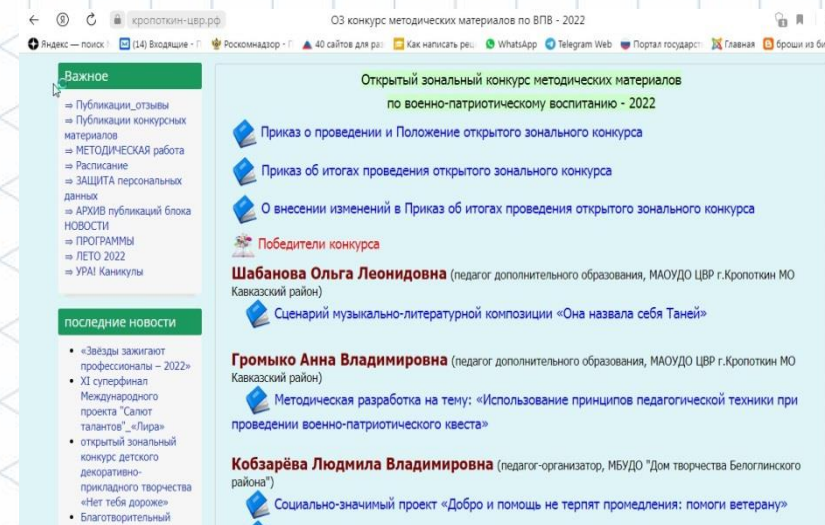 кропоткин-цвр.рф
ОЗ конкурс методических материалов по ВПВ - 2022
Яндекс — поиск
(14) Входящие - П
Роскомнадзор - П
40 сайтов для раз
Как написать рец
WhatsApp
Telegram Web
Портал государст
Главная
броши из би
Важное
⇒ Публикации_отзывы
⇒ Публикации конкурсных
материалов
⇒ МЕТОДИЧЕСКАЯ работа
⇒ Расписание
⇒ ЗАЩИТА персональных
данных
⇒ АРХИВ публикаций блока
НОВОСТИ
⇒ ПРОГРАММЫ
⇒ ЛЕТО 2022
⇒ УРА! Каникулы
последние новости
• «Звёзды зажигают
профессионалы – 2022»
• XI суперфинал
Международного
проекта "Салют
талантов"_«Лира»
• открытый зональный
конкурс детского
декоративно-
прикладного творчества
«Нет тебя дороже»
• Благотворительный
Открытый зональный конкурс методических материалов
по военно-патриотическому воспитанию - 2022
Приказ о проведении и Положение открытого зонального конкурса
Приказ об итогах проведения открытого зонального конкурса
О внесении изменений в Приказ об итогах проведения открытого зонального конкурса
Победители конкурса
Шабанова Ольга Леонидовна (педагог дополнительного образования, МАОУДО ЦВР г.Кропоткин МО
Кавказский район)
Сценарий музыкально-литературной композиции «Она назвала себя Таней»
Громыко Анна Владимировна (педагог дополнительного образования, МАОУДО ЦВР г.Кропоткин МО
Кавказский район)
Методическая разработка на тему: «Использование принципов педагогической техники при
проведении военно-патриотического квеста»
Кобзарёва Людмила Владимировна (педагог-организатор, МБУДО "Дом творчества Белоглинского
района")
Социально-значимый проект «Добро и помощь не терпят промедления: помоги ветерану»